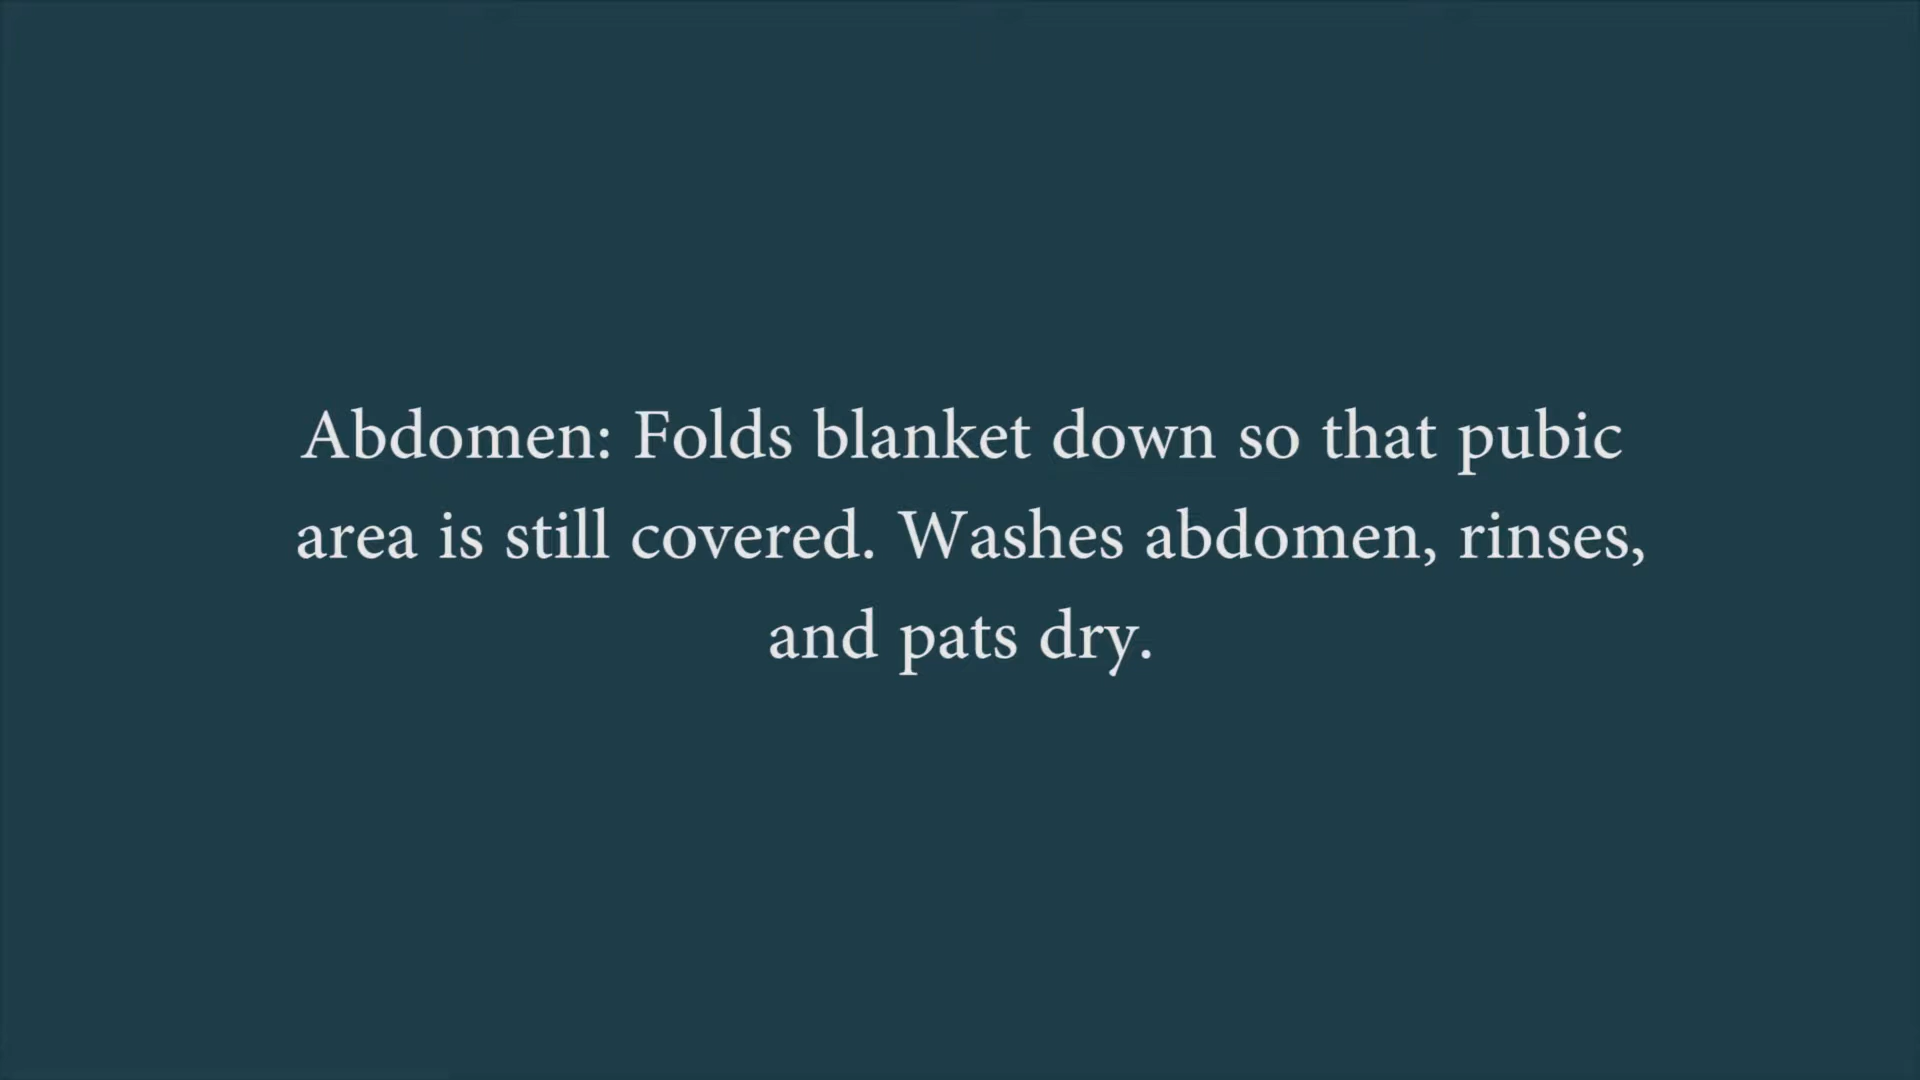 Abdomen: Folds blanket down so that pubic
area is still covered. Washes abdomen, rinses,
and pats dry.